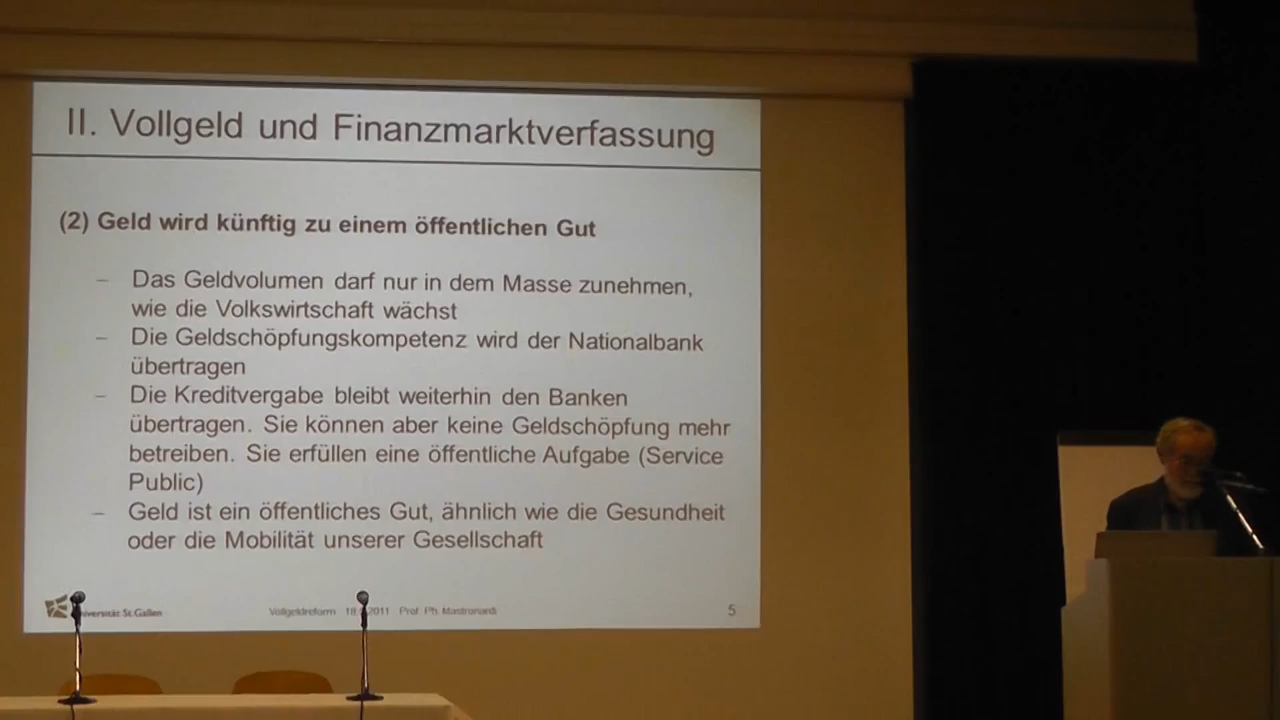 II. Vollgeld und Finanzmarktverfassung
(2) Geld wird künftig zu einem öffentlichen Gut
– Das Geldvolumen darf nur in dem Masse zunehmen,
wie die Volkswirtschaft wächst
– Die Geldschöpfungskompetenz wird der Nationalbank
übertragen
– Die Kreditvergabe bleibt weiterhin den Banken
übertragen. Sie können aber keine Geldschöpfung mehr
betreiben. Sie erfüllen eine öffentliche Aufgabe (Service
Public)
– Geld ist ein öffentliches Gut, ähnlich wie die Gesundheit
oder die Mobilität unserer Gesellschaft
St.Gallen
Vollgeldreform 2011 Prof. Ph. Mastronardi
5